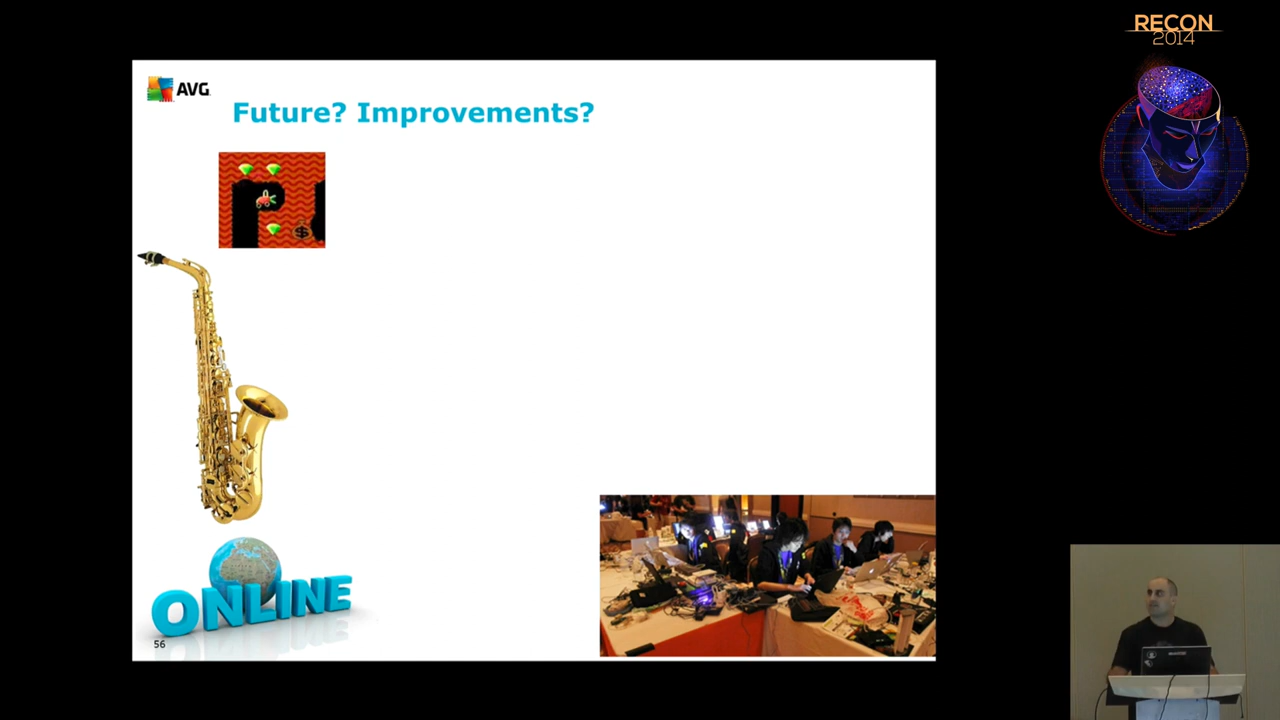 RECON
2014
AVG
Future? Improvements?
$
ONLINE
56